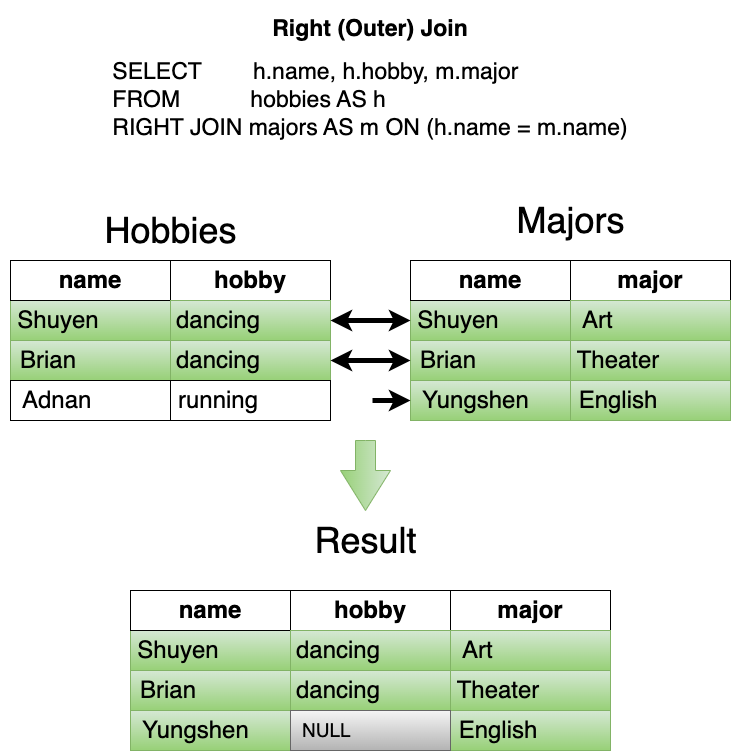 Right (Outer) Join
SELECT h.name, h.hobby, m.major
FROM hobbies AS h
RIGHT JOIN majors AS m ON (h.name = m.name)
Hobbies
name hobby
Shuyen dancing
Brian dancing
Adnan running
Majors
name major
Shuyen Art
Brian Theater
Yungshen English
Result
name hobby major
Shuyen dancing Art
Brian dancing Theater
Yungshen NULL English